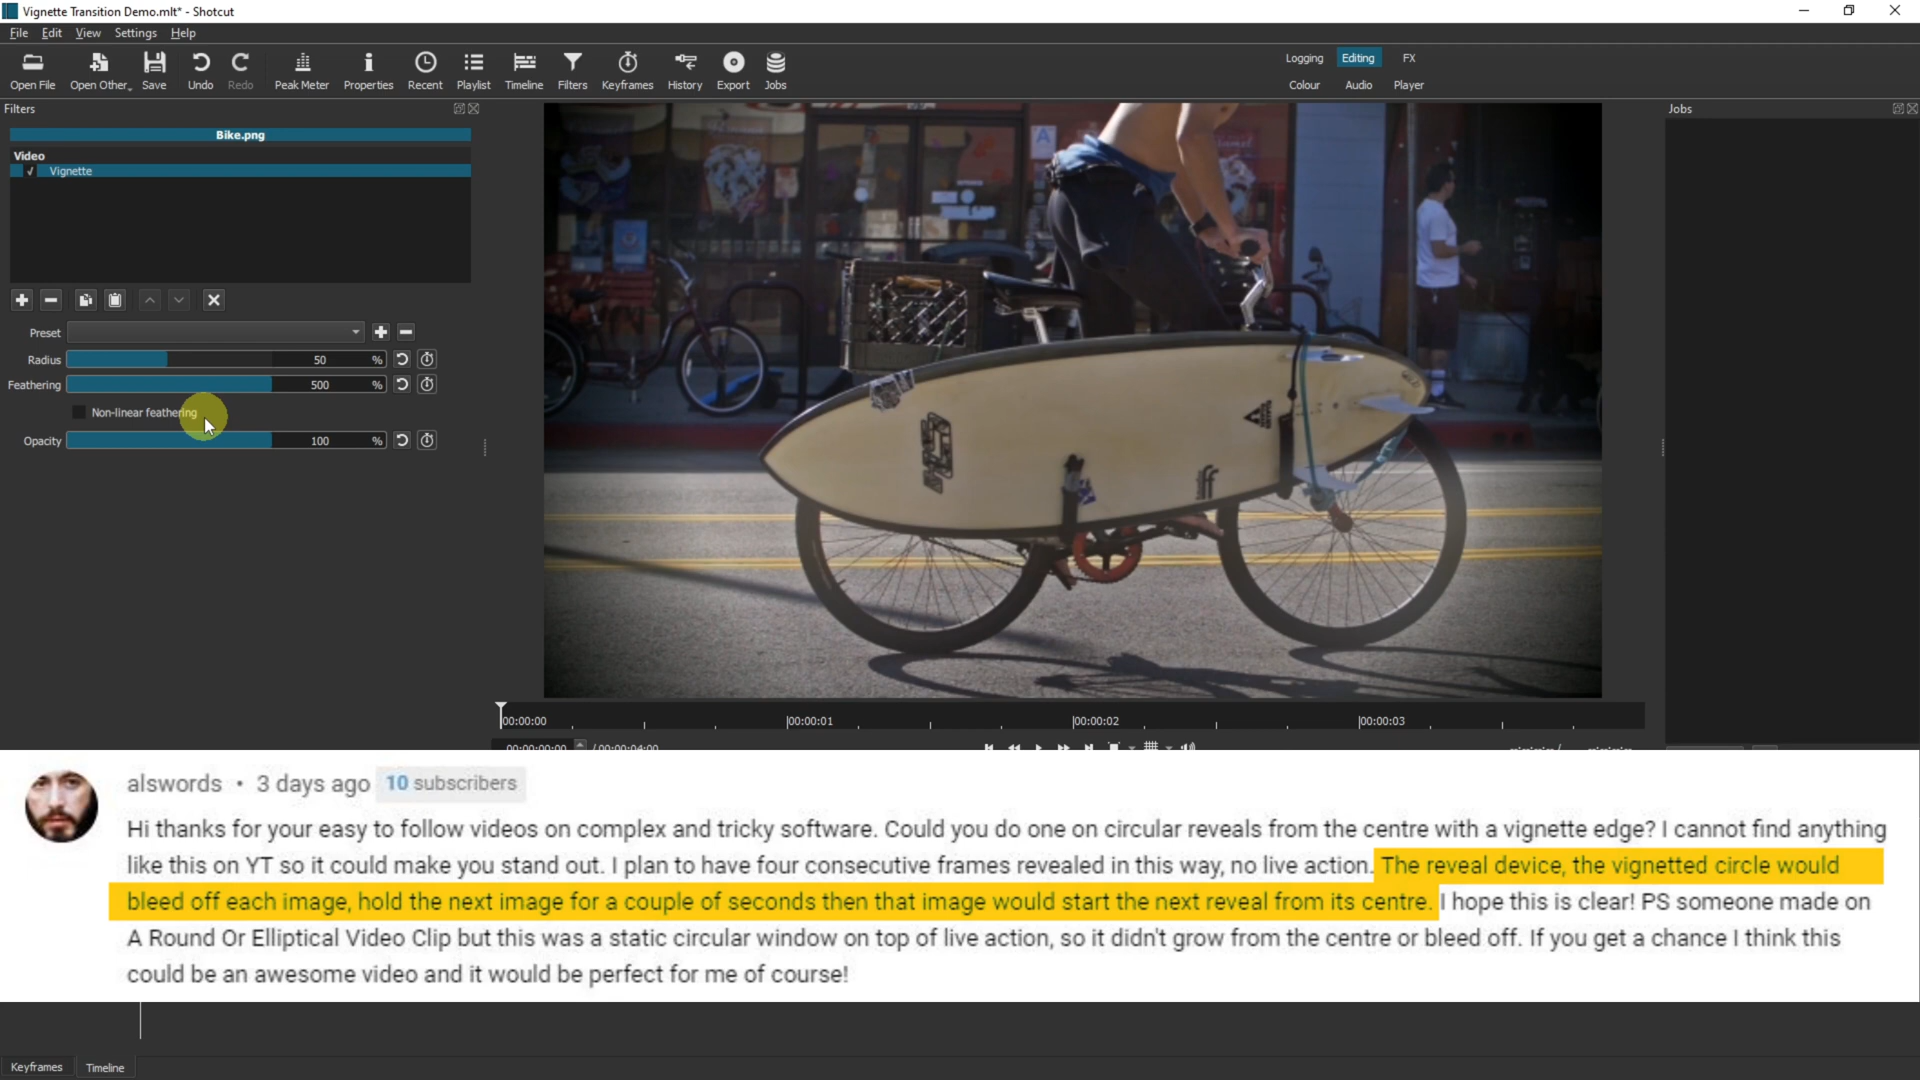 Vignette Transition Demo.mlt* - Shotcut
File Edit View Settings Help
Open File Open Other... Save Undo Redo Peak Meter Properties Recent Playlist Timeline Filters Keyframes History Export Jobs
Logging Editing FX
Colour Audio Player
Filters
Jobs
Bike.png
Video
✓ Vignette
Preset
Radius 50 %
Feathering 500 %
Non-linear feathering
Opacity 100 %
A
00:00:00 00:00:01 00:00:02 00:00:03
00:00:00:00 / 00:00:04:00 --:--:--:-- / --:--:--:--
alswords • 3 days ago 10 subscribers
Hi thanks for your easy to follow videos on complex and tricky software. Could you do one on circular reveals from the centre with a vignette edge? I cannot find anything
like this on YT so it could make you stand out. I plan to have four consecutive frames revealed in this way, no live action. The reveal device, the vignetted circle would
bleed off each image, hold the next image for a couple of seconds then that image would start the next reveal from its centre. I hope this is clear! PS someone made on
A Round Or Elliptical Video Clip but this was a static circular window on top of live action, so it didn't grow from the centre or bleed off. If you get a chance I think this
could be an awesome video and it would be perfect for me of course!
Keyframes Timeline